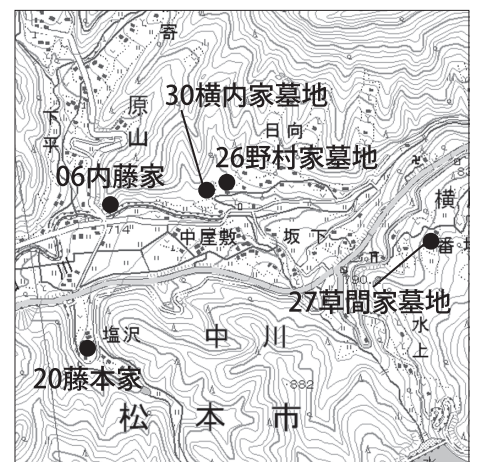 寄
原山
下平
30横内家墓地
日向
26野村家墓地
06内藤家
714
横
番場
中屋敷
坂下
27草間家墓地
水上
塩沢
中川
20藤本家
882
松本市